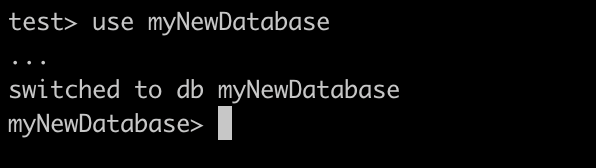 test> use myNewDatabase
...
switched to db myNewDatabase
myNewDatabase>